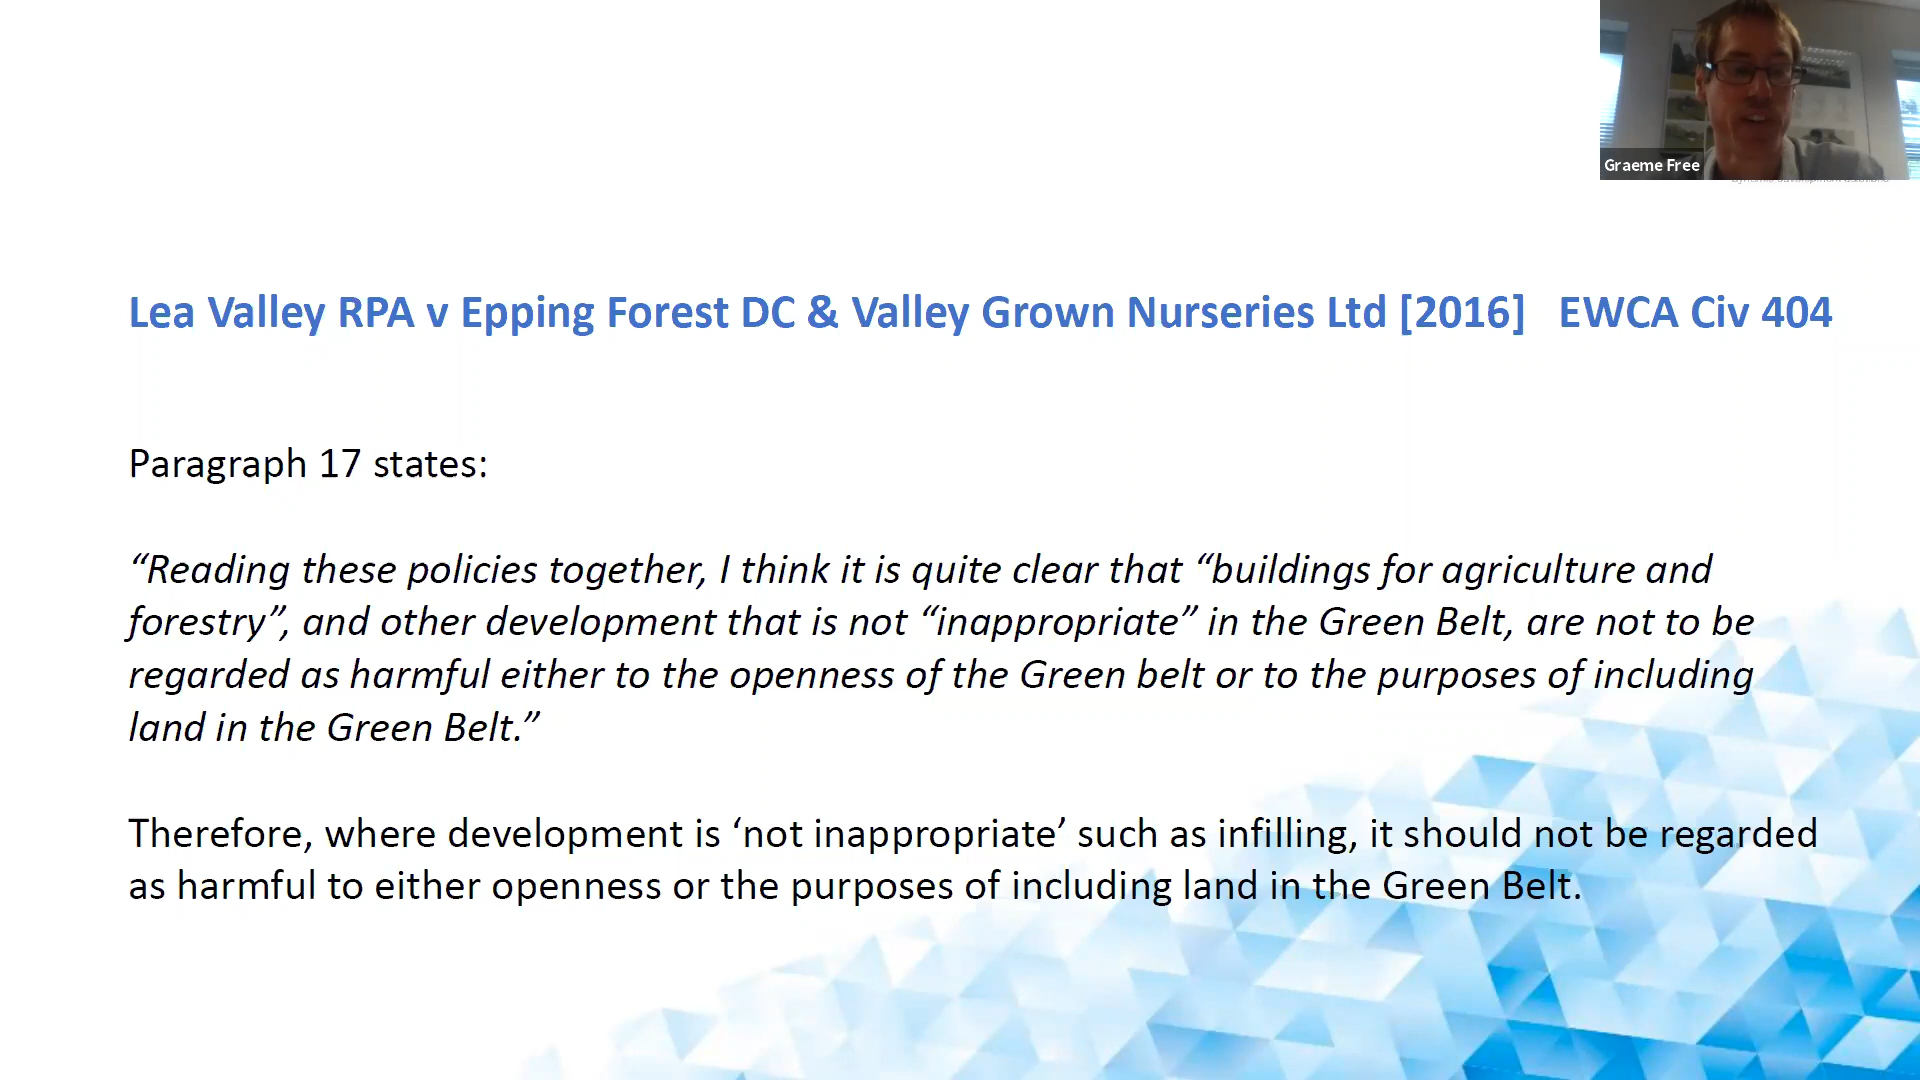 Graeme Free
Lea Valley RPA v Epping Forest DC & Valley Grown Nurseries Ltd [2016] EWCA Civ 404
Paragraph 17 states:
“Reading these policies together, I think it is quite clear that “buildings for agriculture and
forestry”, and other development that is not “inappropriate” in the Green Belt, are not to be
regarded as harmful either to the openness of the Green belt or to the purposes of including
land in the Green Belt.”
Therefore, where development is ‘not inappropriate’ such as infilling, it should not be regarded
as harmful to either openness or the purposes of including land in the Green Belt.